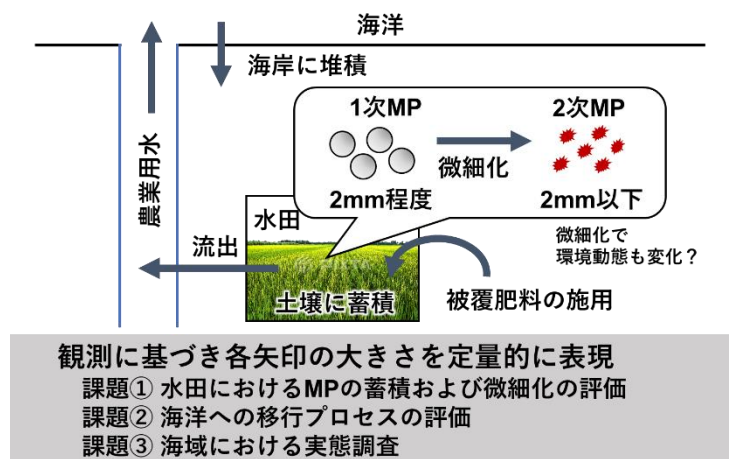 海洋
海岸に堆積
1次MP
2次MP
微細化
2mm程度
2mm以下
農業用水
水田
流出
土壌に蓄積
微細化で
環境動態も変化？
被覆肥料の施用
観測に基づき各矢印の大きさを定量的に表現
課題① 水田におけるMPの蓄積および微細化の評価
課題② 海洋への移行プロセスの評価
課題③ 海域における実態調査